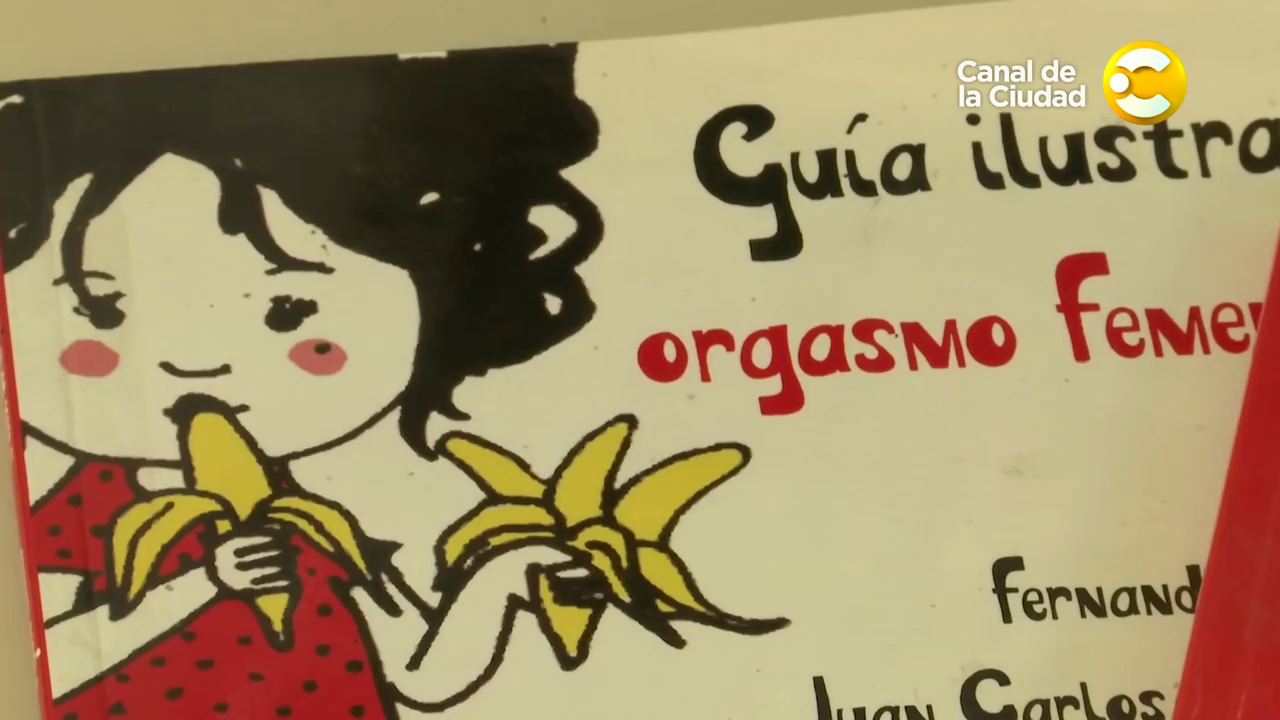 Canal de
la Ciudad
Guía ilustra
orgasmo feme
Fernand
Juan Carlos